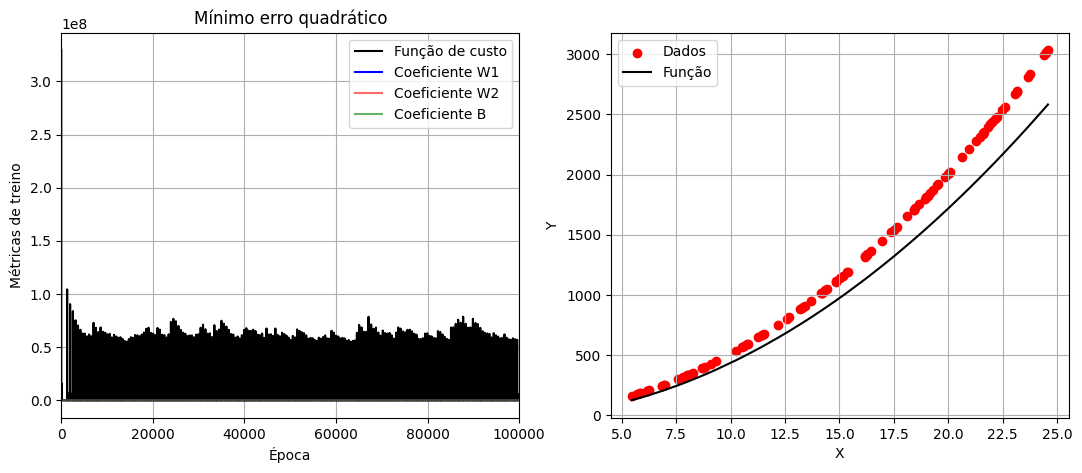 Mínimo erro quadrático
1e8
Função de custo
Coeficiente W1
Coeficiente W2
Coeficiente B
3.0
2.5
2.0
1.5
1.0
0.5
0.0
Métricas de treino
0 20000 40000 60000 80000 100000
Época
Dados
Função
3000
2500
2000
1500
1000
500
0
Y
5.0 7.5 10.0 12.5 15.0 17.5 20.0 22.5 25.0
X